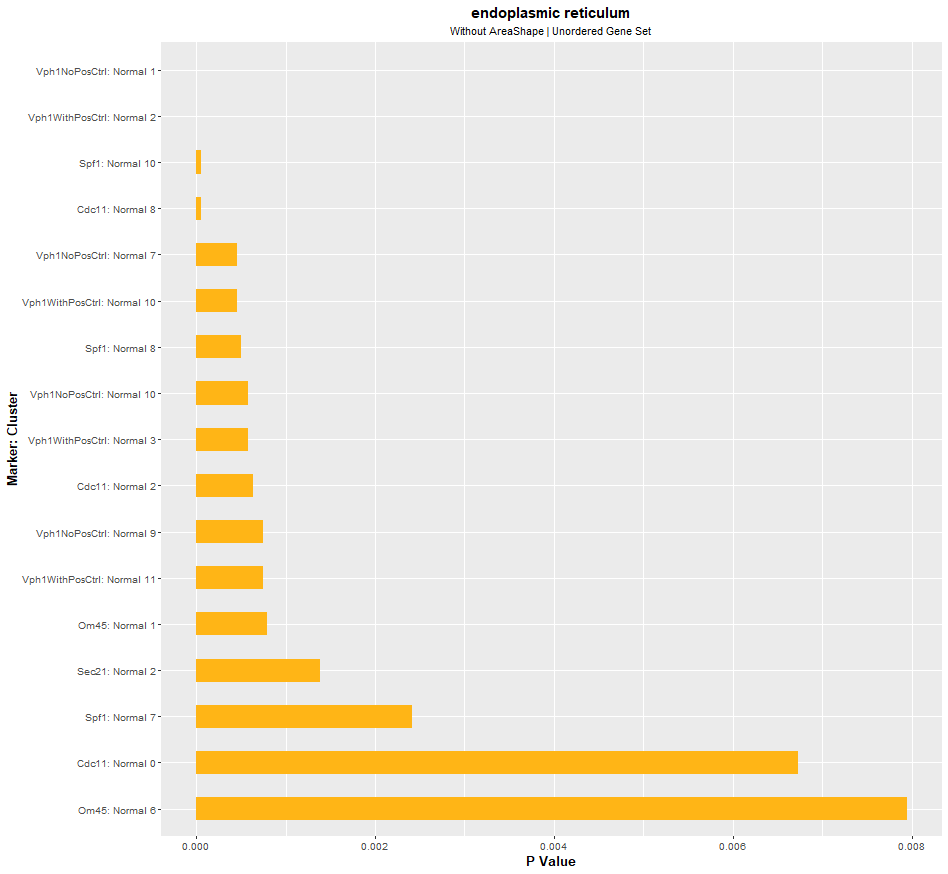 endoplasmic reticulum
Without AreaShape | Unordered Gene Set
Marker: Cluster
Vph1NoPosCtrl: Normal 1
Vph1WithPosCtrl: Normal 2
Spf1: Normal 10
Cdc11: Normal 8
Vph1NoPosCtrl: Normal 7
Vph1WithPosCtrl: Normal 10
Spf1: Normal 8
Vph1NoPosCtrl: Normal 10
Vph1WithPosCtrl: Normal 3
Cdc11: Normal 2
Vph1NoPosCtrl: Normal 9
Vph1WithPosCtrl: Normal 11
Om45: Normal 1
Sec21: Normal 2
Spf1: Normal 7
Cdc11: Normal 0
Om45: Normal 6
0.000 0.002 0.004 0.006 0.008
P Value